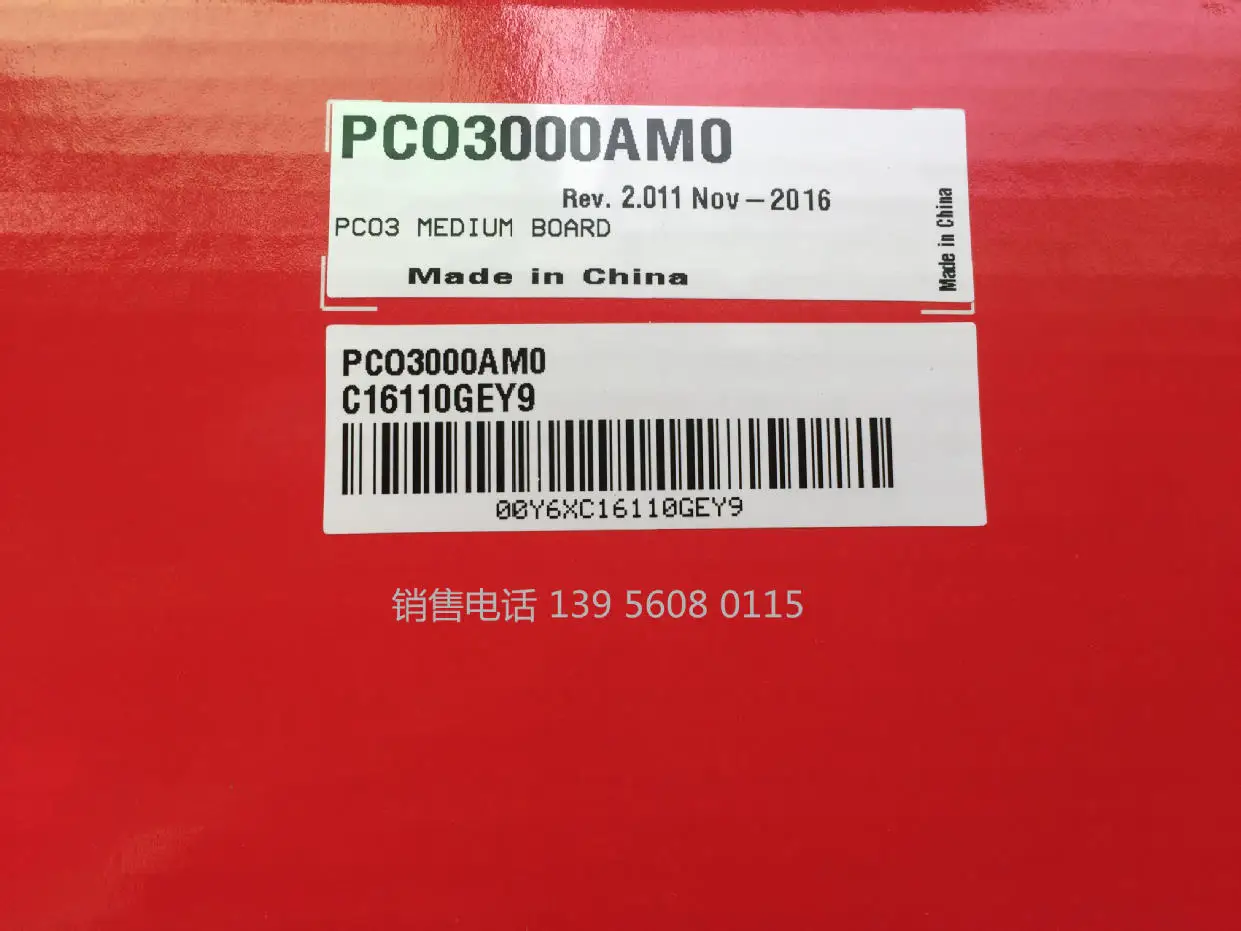 PCO3000AM0
Rev. 2.011 Nov-2016
PCO3 MEDIUM BOARD
Made in China
Made in China
PCO3000AM0
C16110GEY9
00Y6XC16110GEY9
销售电话 139 5608 0115